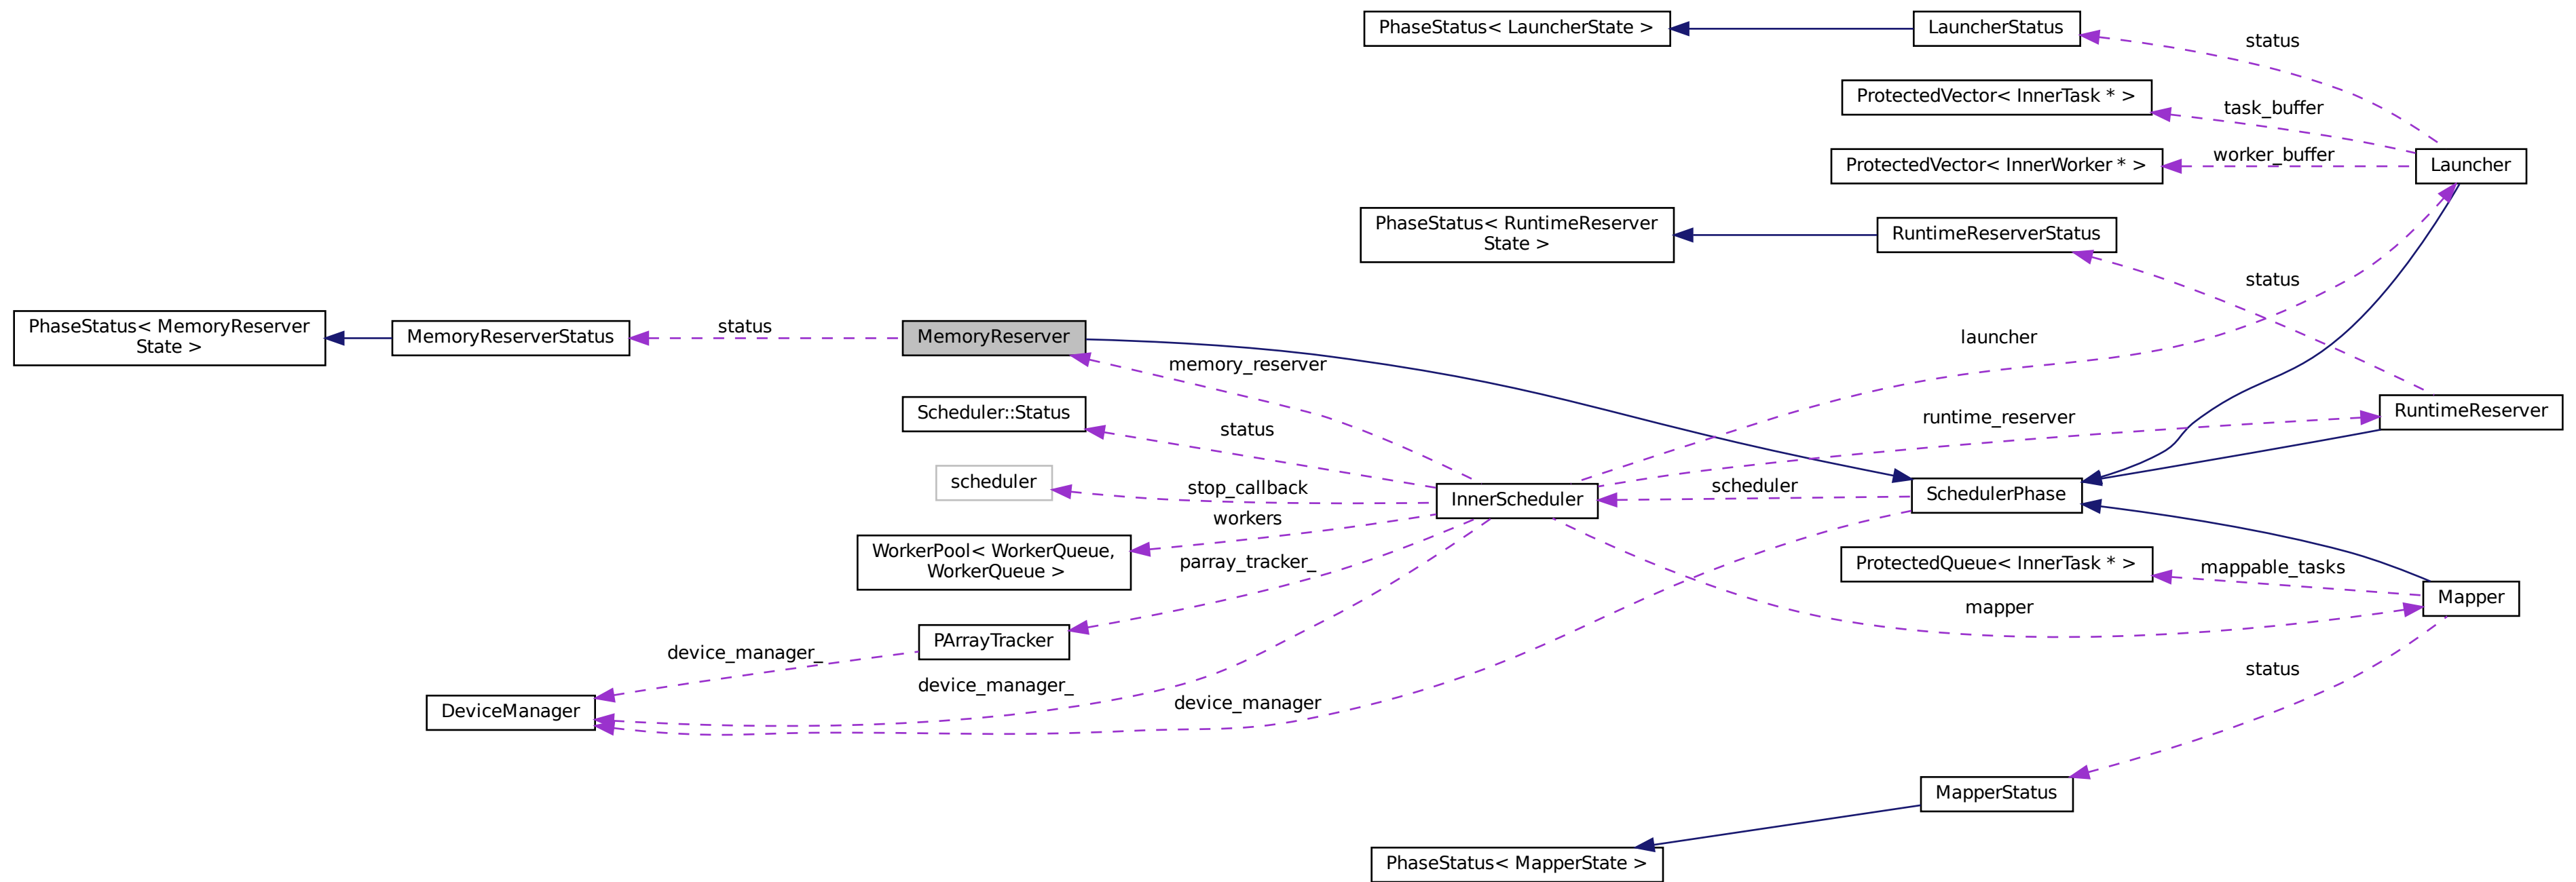 PhaseStatus< LauncherState >
LauncherStatus
status
ProtectedVector< InnerTask * >
task_buffer
ProtectedVector< InnerWorker * >
worker_buffer
Launcher
PhaseStatus< RuntimeReserver
State >
RuntimeReserverStatus
status
PhaseStatus< MemoryReserver
State >
MemoryReserverStatus
status
MemoryReserver
memory_reserver
launcher
Scheduler::Status
status
runtime_reserver
RuntimeReserver
scheduler
stop_callback
InnerScheduler
scheduler
SchedulerPhase
workers
WorkerPool< WorkerQueue,
WorkerQueue >
parray_tracker_
ProtectedQueue< InnerTask * >
mappable_tasks
Mapper
mapper
PArrayTracker
device_manager_
device_manager_
device_manager
status
DeviceManager
MapperStatus
PhaseStatus< MapperState >